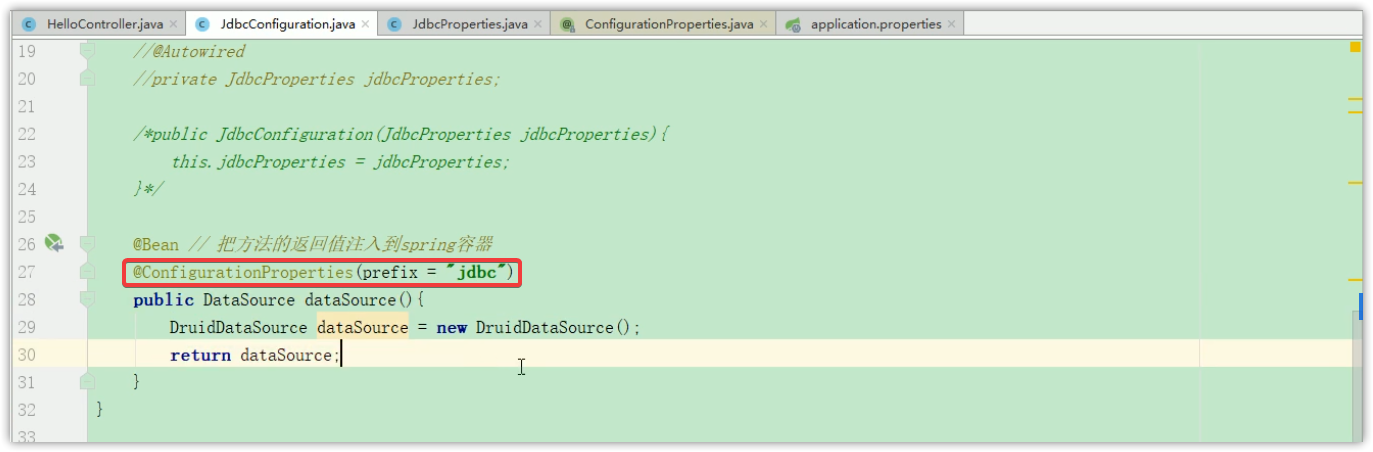 HelloController.java JdbcConfiguration.java JdbcProperties.java ConfigurationProperties.java application.properties
19 //@Autowired
20 //private JdbcProperties jdbcProperties;
21
22 /*public JdbcConfiguration(JdbcProperties jdbcProperties){
23 this.jdbcProperties = jdbcProperties;
24 }*/
25
26 @Bean // 把方法的返回值注入到spring容器
27 @ConfigurationProperties(prefix = "jdbc")
28 public DataSource dataSource(){
29 DruidDataSource dataSource = new DruidDataSource();
30 return dataSource;
31 }
32 }
33